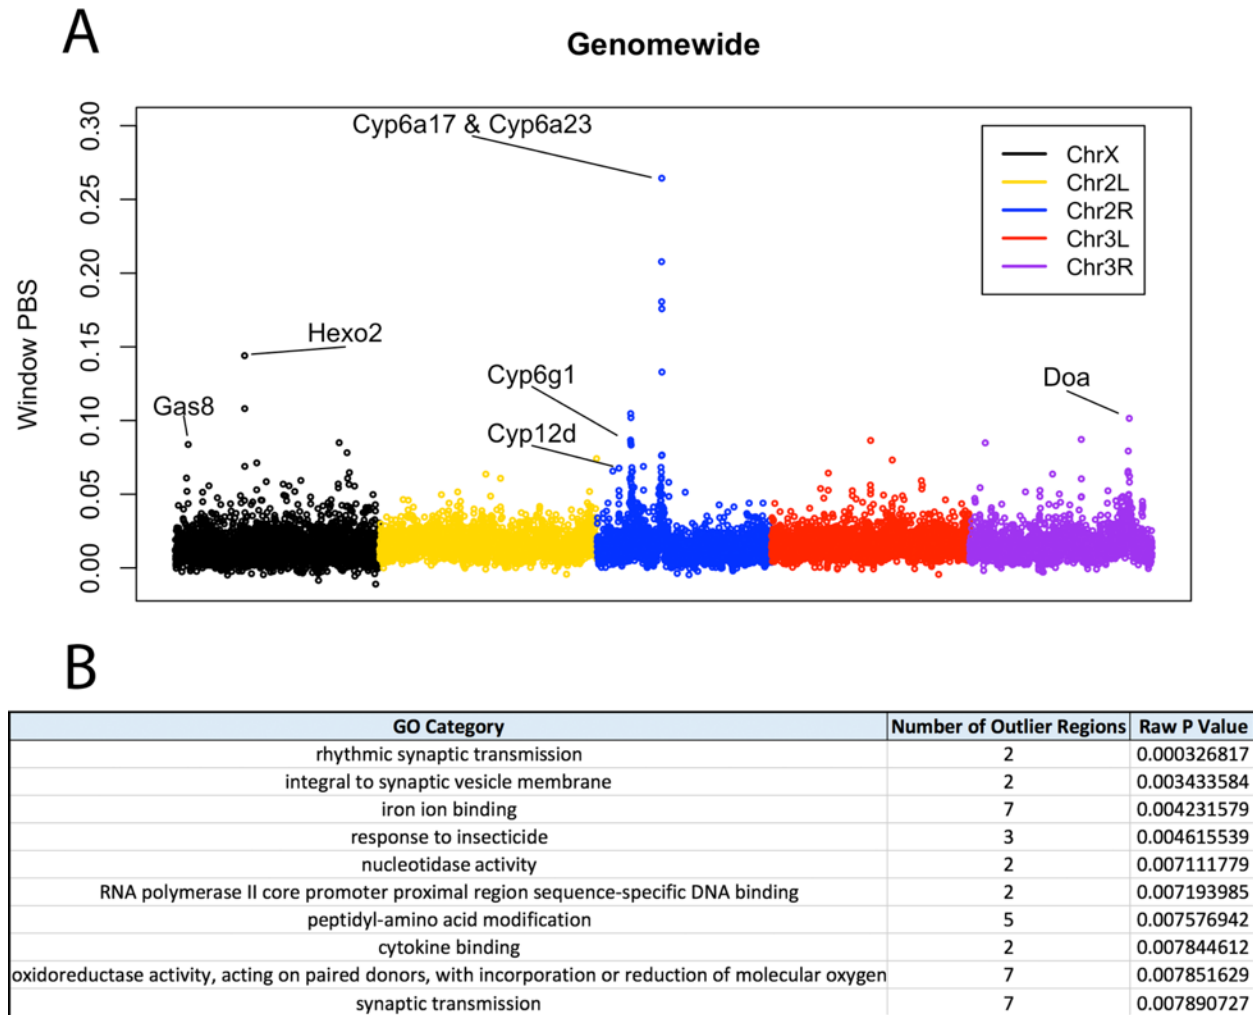 A
Genomewide
Window PBS
0.30
0.25
0.20
0.15
0.10
0.05
0.00
Cyp6a17 & Cyp6a23
Hexo2
Gas8
Cyp6g1
Cyp12d
Doa
ChrX
Chr2L
Chr2R
Chr3L
Chr3R
B
GO Category Number of Outlier Regions Raw P Value
rhythmic synaptic transmission 2 0.000326817
integral to synaptic vesicle membrane 2 0.003433584
iron ion binding 7 0.004231579
response to insecticide 3 0.004615539
nucleotidase activity 2 0.007111779
RNA polymerase II core promoter proximal region sequence-specific DNA binding 2 0.007193985
peptidyl-amino acid modification 5 0.007576942
cytokine binding 2 0.007844612
oxidoreductase activity, acting on paired donors, with incorporation or reduction of molecular oxygen 7 0.007851629
synaptic transmission 7 0.007890727